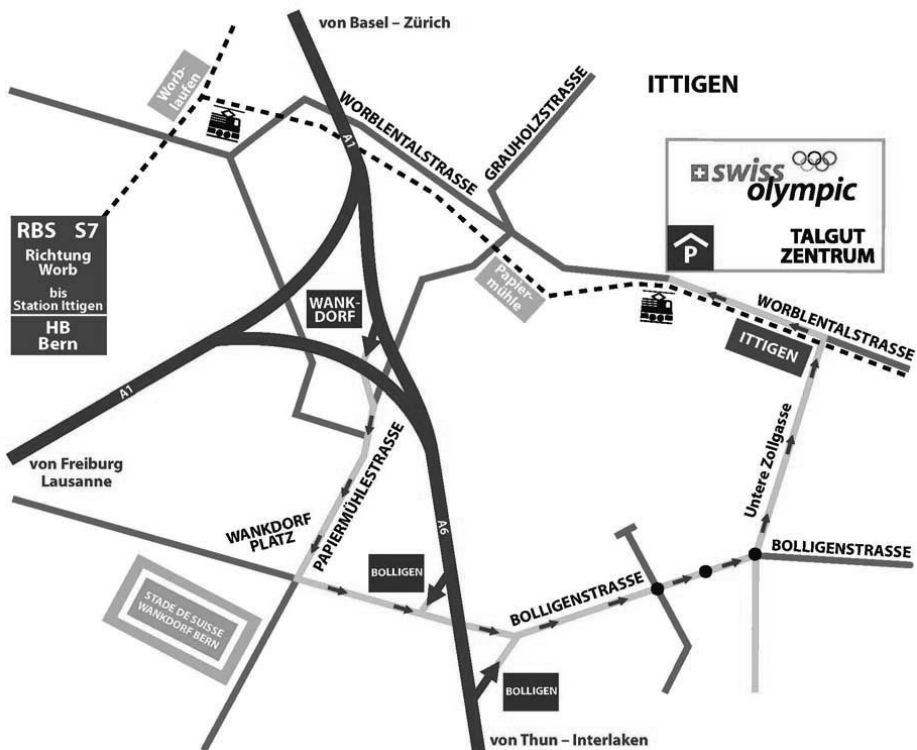 von Basel – Zürich
Worb-
laufen
A1
WORBLENTALSTRASSE
GRAUHOLZSTRASSE
ITTIGEN
swiss
olympic
P
TALGUT
ZENTRUM
RBS S7
Richtung
Worb
bis
Station Ittigen
HB
Bern
WANK-
DORF
Papier-
mühle
WORBLENTALSTRASSE
ITTIGEN
A1
von Freiburg
Lausanne
PAPIERMÜHLESTRASSE
A6
Untere Zollgasse
WANKDORF
PLATZ
BOLLIGEN
BOLLIGENSTRASSE
BOLLIGENSTRASSE
STADE DE SUISSE
WANKDORF BERN
BOLLIGEN
von Thun – Interlaken